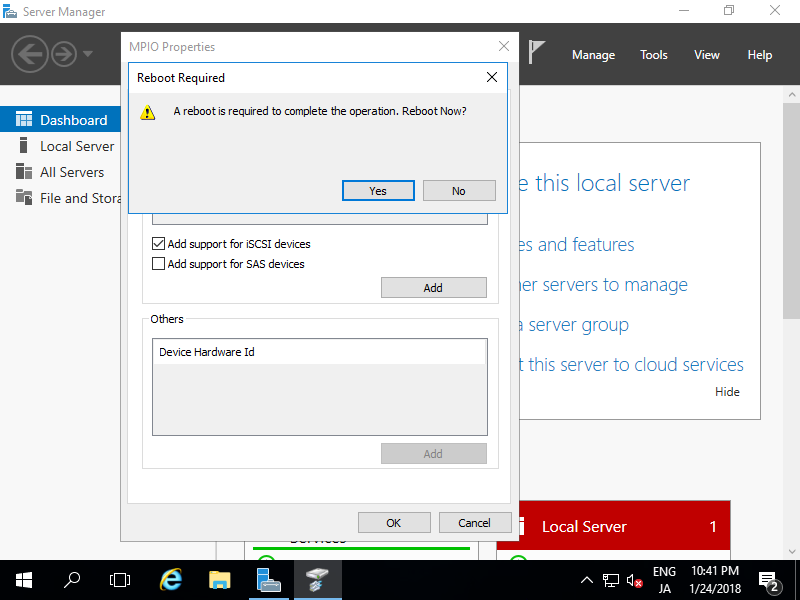 Server Manager
MPIO Properties
Manage Tools View Help
Reboot Required
A reboot is required to complete the operation. Reboot Now?
Yes No
Dashboard
Local Server
All Servers
File and Stora
Add support for iSCSI devices
Add support for SAS devices
Add
Others
Device Hardware Id
Add
OK Cancel
e this local server
es and features
er servers to manage
a server group
t this server to cloud services
Hide
Services
Local Server 1
ENG
JA
10:41 PM
1/24/2018
2